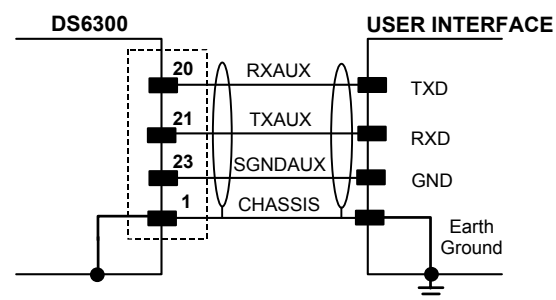 DS6300
USER INTERFACE
20 RXAUX TXD
21 TXAUX RXD
23 SGNDAUX GND
1 CHASSIS
Earth
Ground